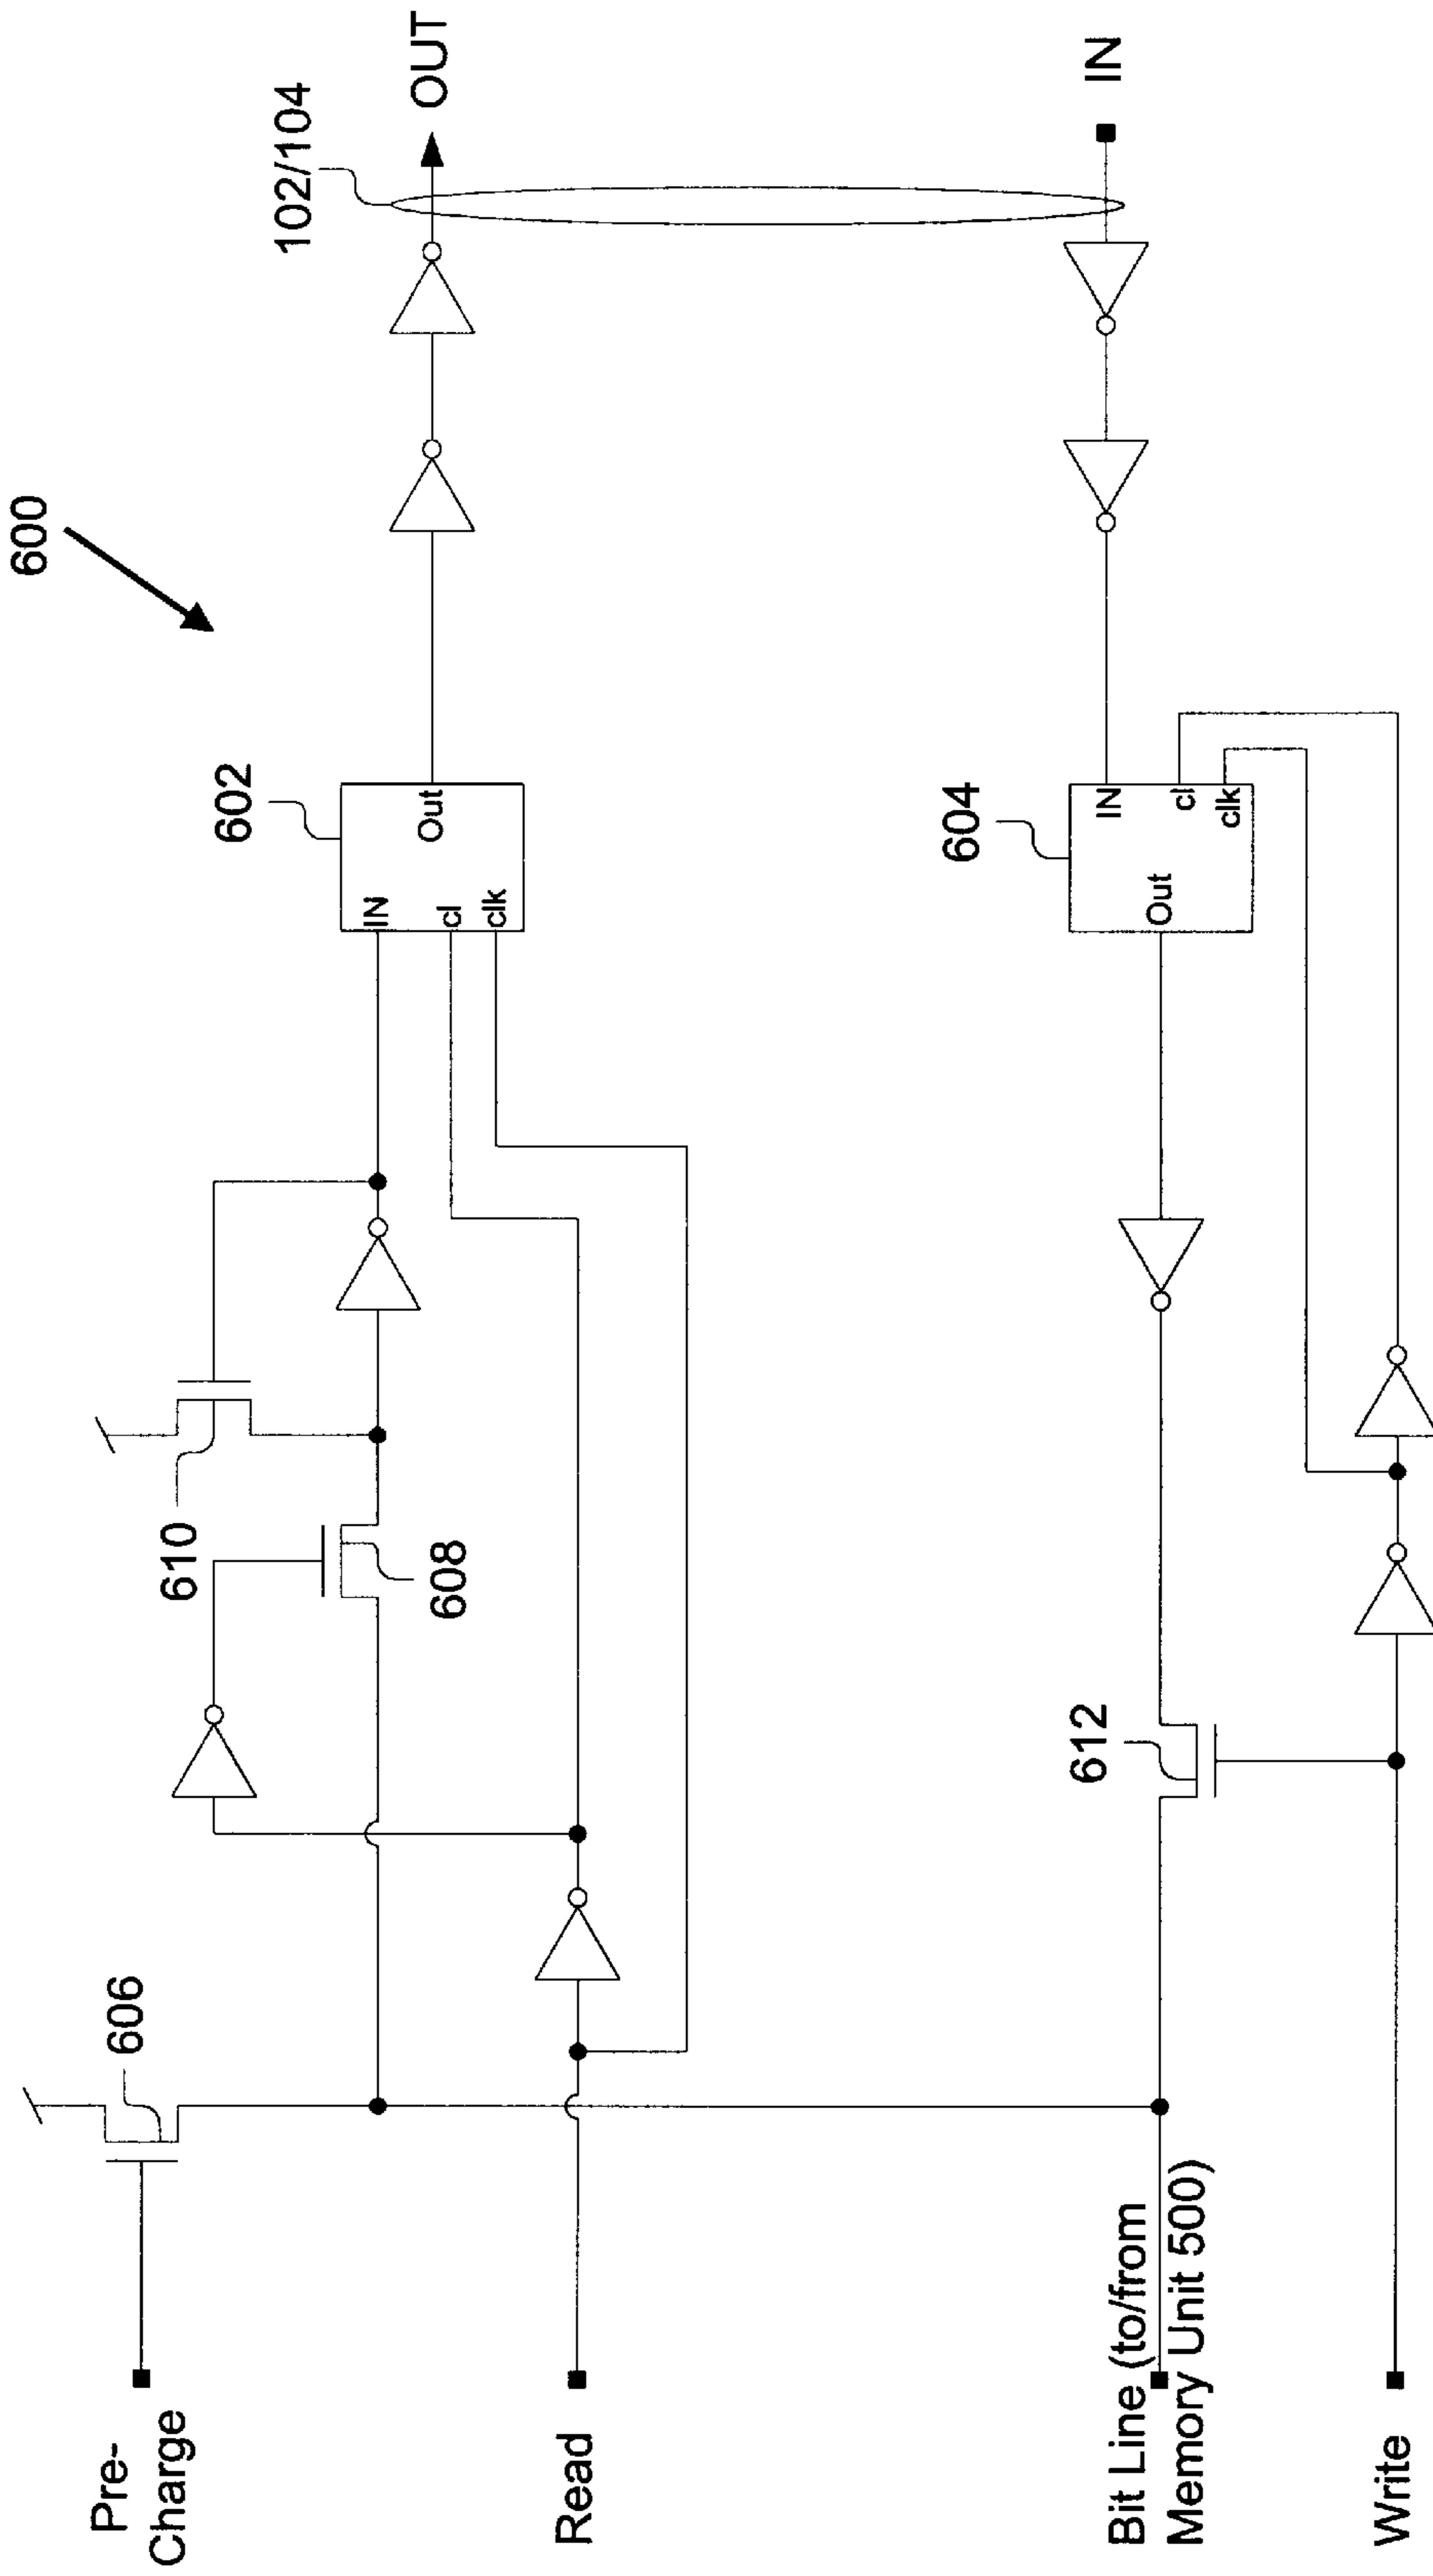 600
Pre-
Charge
606
610
608
602
IN
cl
clk
Out
102/104
OUT
Read
Bit Line (to/from
Memory Unit 500)
612
604
Out
IN
cl
clk
IN
Write